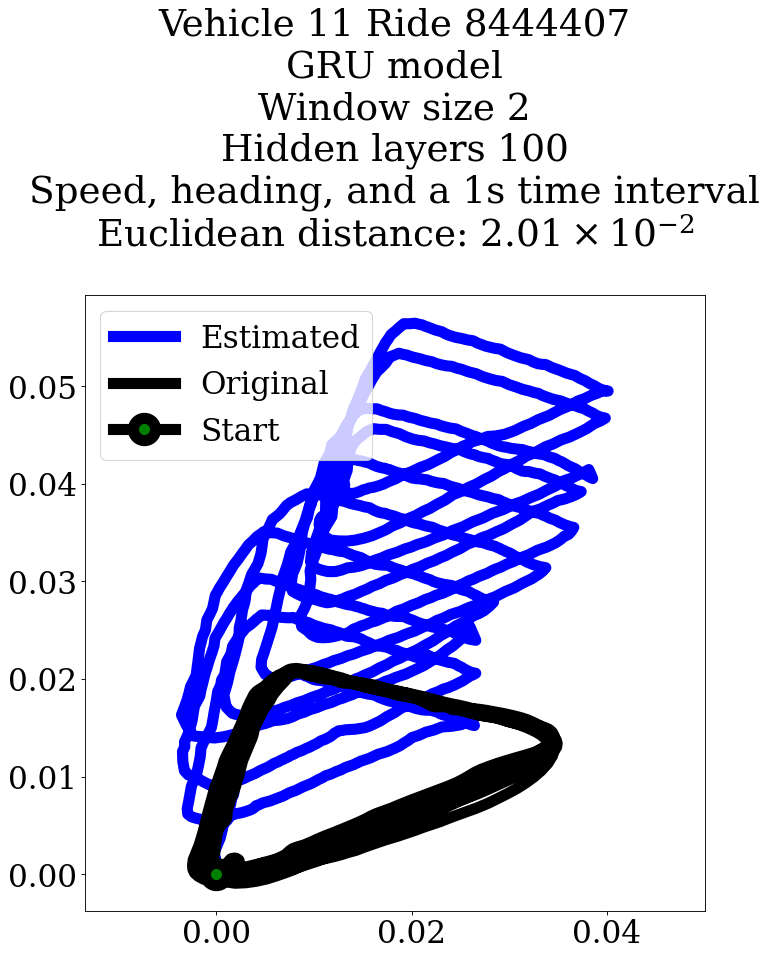 Vehicle 11 Ride 8444407
GRU model
Window size 2
Hidden layers 100
Speed, heading, and a 1s time interval
Euclidean distance: 2.01 × 10⁻²
Estimated
Original
Start
0.05
0.04
0.03
0.02
0.01
0.00
0.00 0.02 0.04